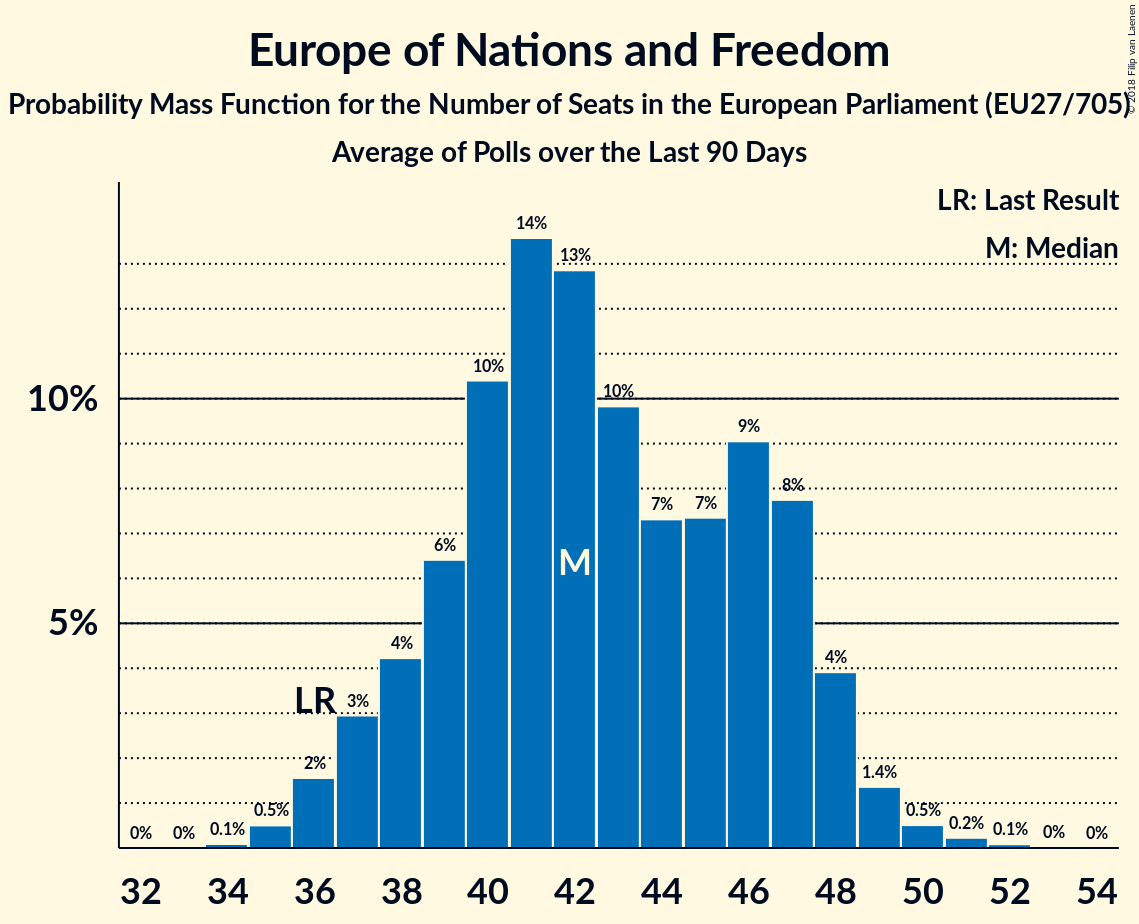 Europe of Nations and Freedom
Probability Mass Function for the Number of Seats in the European Parliament (EU27/705)
Average of Polls over the Last 90 Days
© 2018 Filip van Laenen
LR: Last Result
M: Median
14%
13%
10%
10%
10%
9%
8%
7%
7%
6%
M
5%
4%
4%
LR
3%
2%
1.4%
0.5%
0.5%
0.2%
0%
0%
0.1%
0.1%
0%
0%
32 34 36 38 40 42 44 46 48 50 52 54